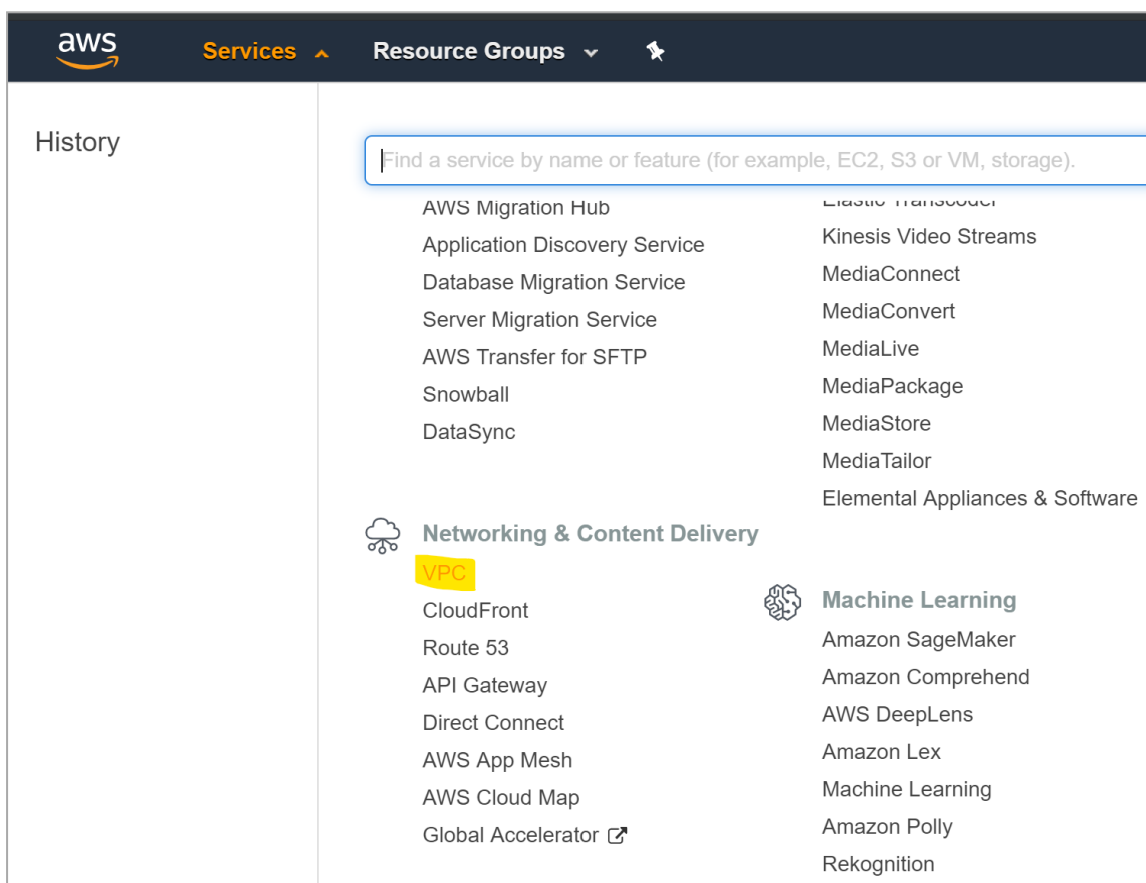 aws
Services
Resource Groups
History
Find a service by name or feature (for example, EC2, S3 or VM, storage).
AWS Migration Hub
Application Discovery Service
Database Migration Service
Server Migration Service
AWS Transfer for SFTP
Snowball
DataSync
Networking & Content Delivery
VPC
CloudFront
Route 53
API Gateway
Direct Connect
AWS App Mesh
AWS Cloud Map
Global Accelerator
Elastic Transcoder
Kinesis Video Streams
MediaConnect
MediaConvert
MediaLive
MediaPackage
MediaStore
MediaTailor
Elemental Appliances & Software
Machine Learning
Amazon SageMaker
Amazon Comprehend
AWS DeepLens
Amazon Lex
Machine Learning
Amazon Polly
Rekognition